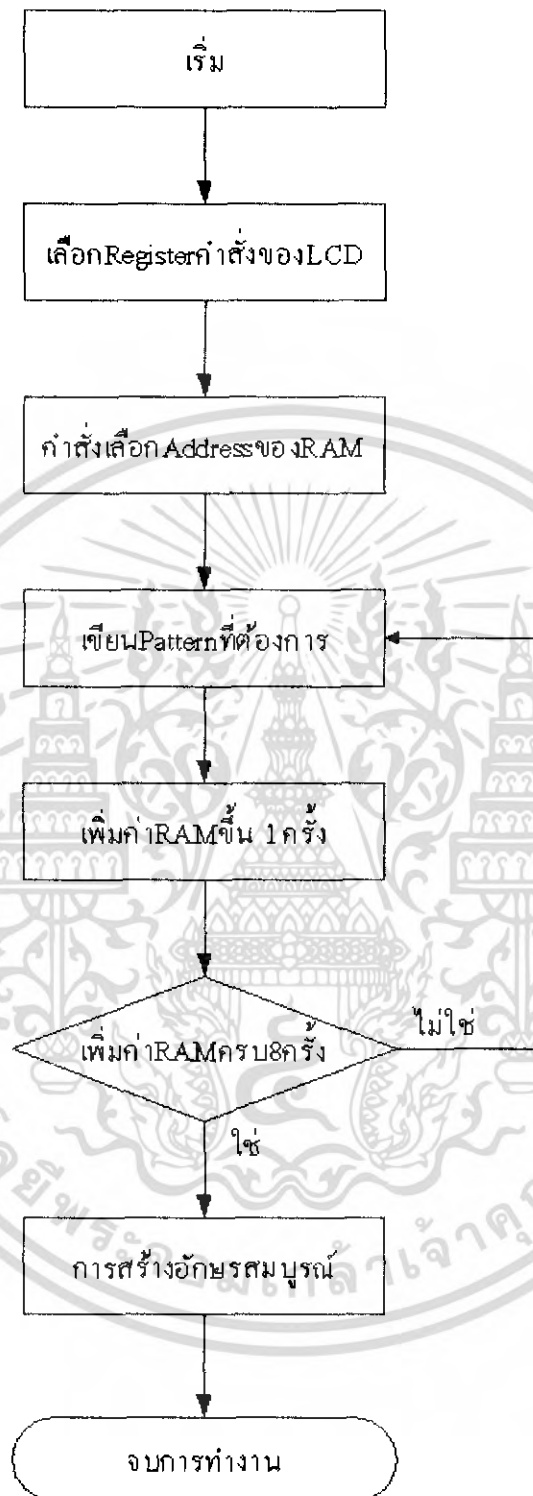 เริ่ม
เลือกRegisterคำสั่งของLCD
คำสั่งเลือกAddressของRAM
เขียนPatternที่ต้องการ
เพิ่มค่าRAMขึ้น 1ครั้ง
เพิ่มค่าRAMครบ8ครั้ง
ไม่ใช่
ใช่
การสร้างอักษรสมบูรณ์
จบการทำงาน